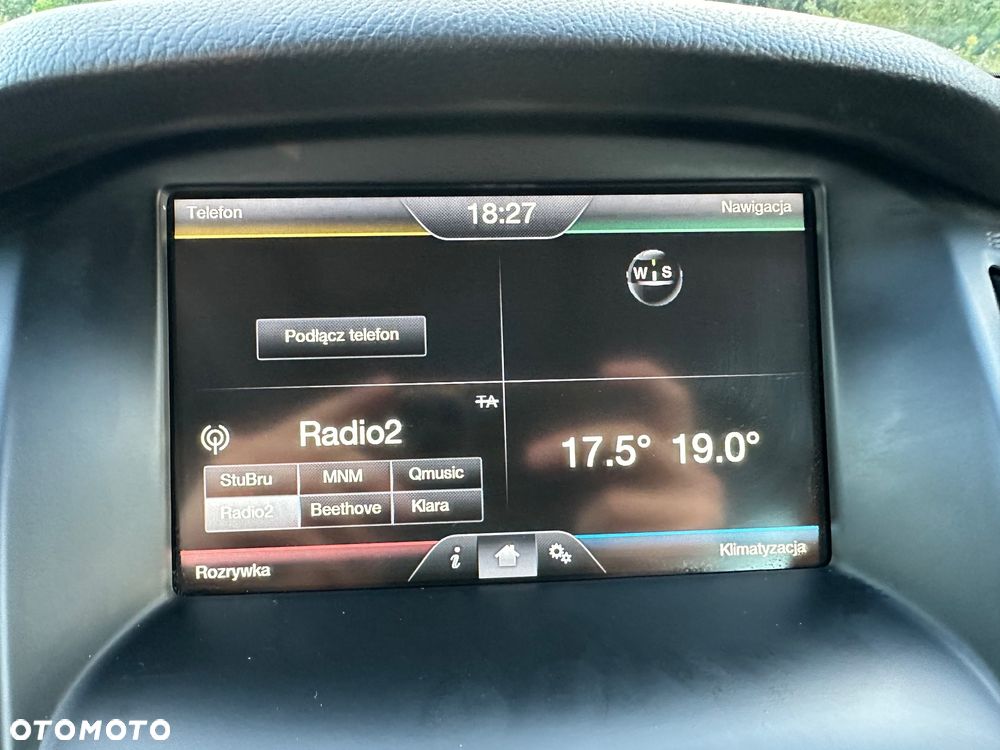 Telefon
18:27
Nawigacja
W S
Podłącz telefon
TA
Radio2
17.5° 19.0°
StuBru MNM Qmusic
Radio2 Beethove Klara
i
Rozrywka
Klimatyzacja
OTOMOTO